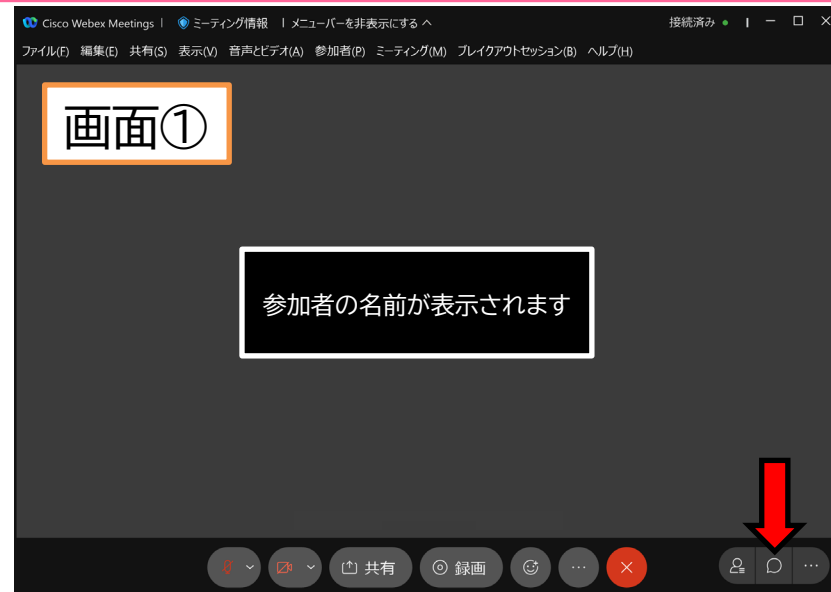 Cisco Webex Meetings | ミーティング情報 | メニューバーを非表示にする 接続済み
ファイル(F) 編集(E) 共有(S) 表示(V) 音声とビデオ(A) 参加者(P) ミーティング(M) ブレイクアウトセッション(B) ヘルプ(H)
画面①
参加者の名前が表示されます
共有 録画